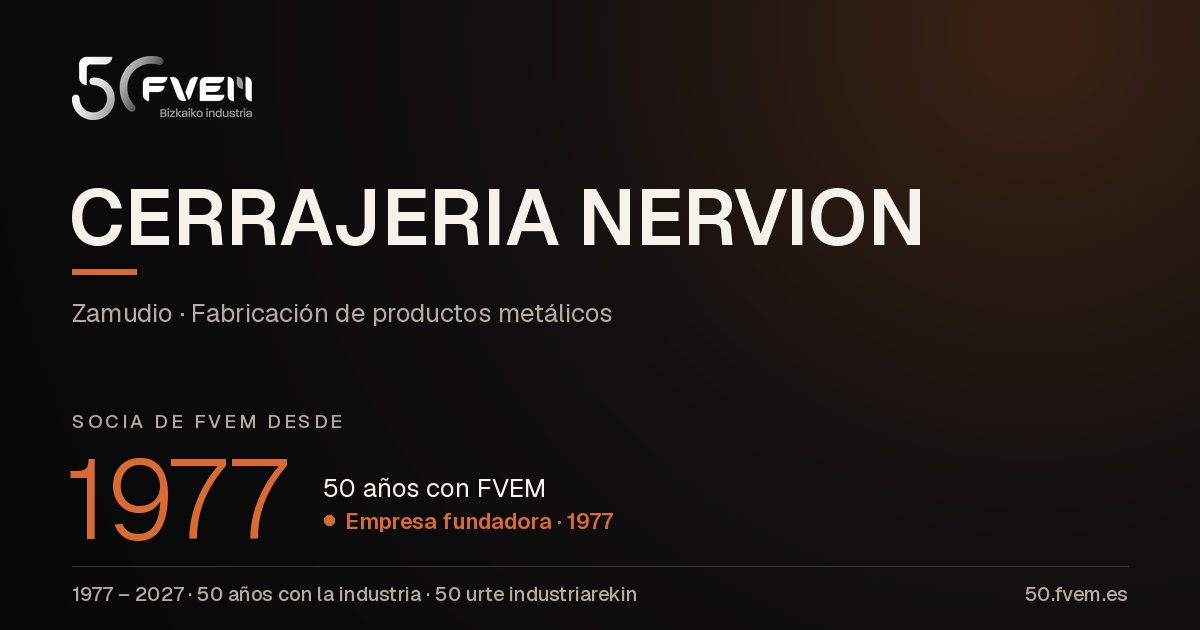 50 FVEM
Bizkaiko industria
CERRAJERIA NERVION
Zamudio · Fabricación de productos metálicos
SOCIA DE FVEM DESDE
1977
50 años con FVEM
Empresa fundadora · 1977
1977 – 2027 · 50 años con la industria · 50 urte industriarekin
50.fvem.es